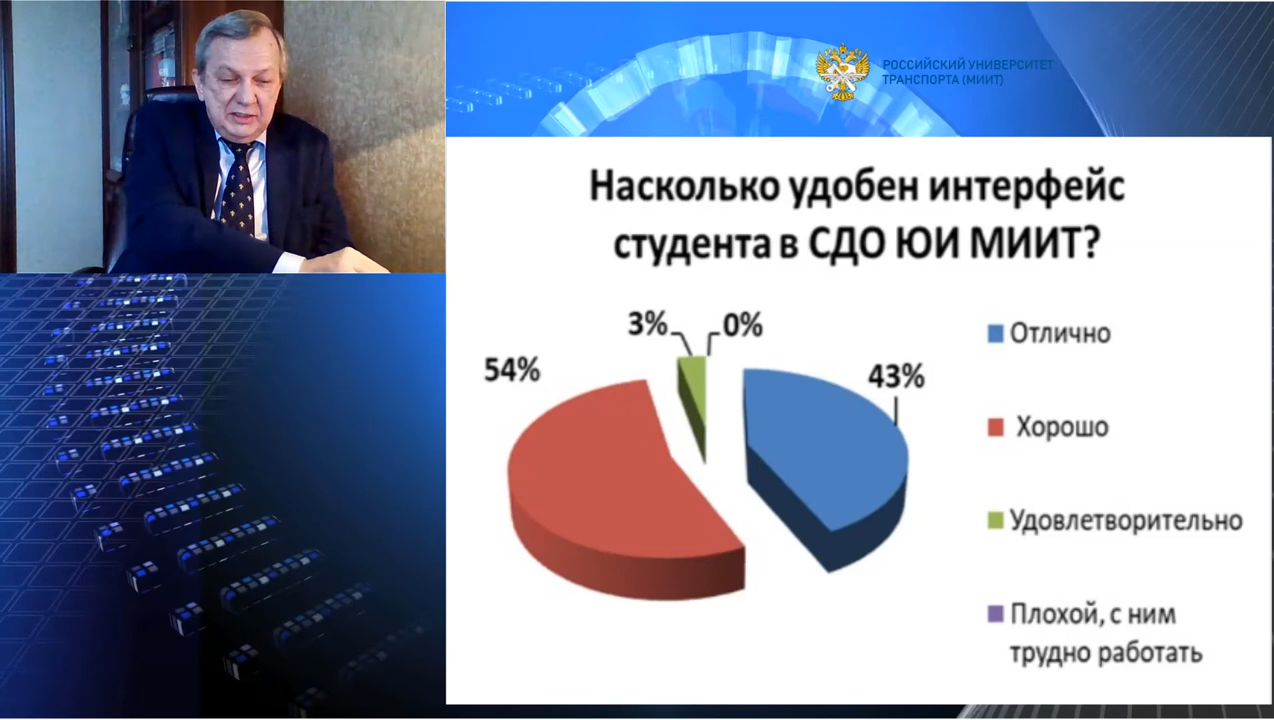 РОССИЙСКИЙ УНИВЕРСИТЕТ
ТРАНСПОРТА (МИИТ)
Насколько удобен интерфейс
студента в СДО ЮИ МИИТ?
3%
0%
54%
43%
Отлично
Хорошо
Удовлетворительно
Плохой, с ним
трудно работать